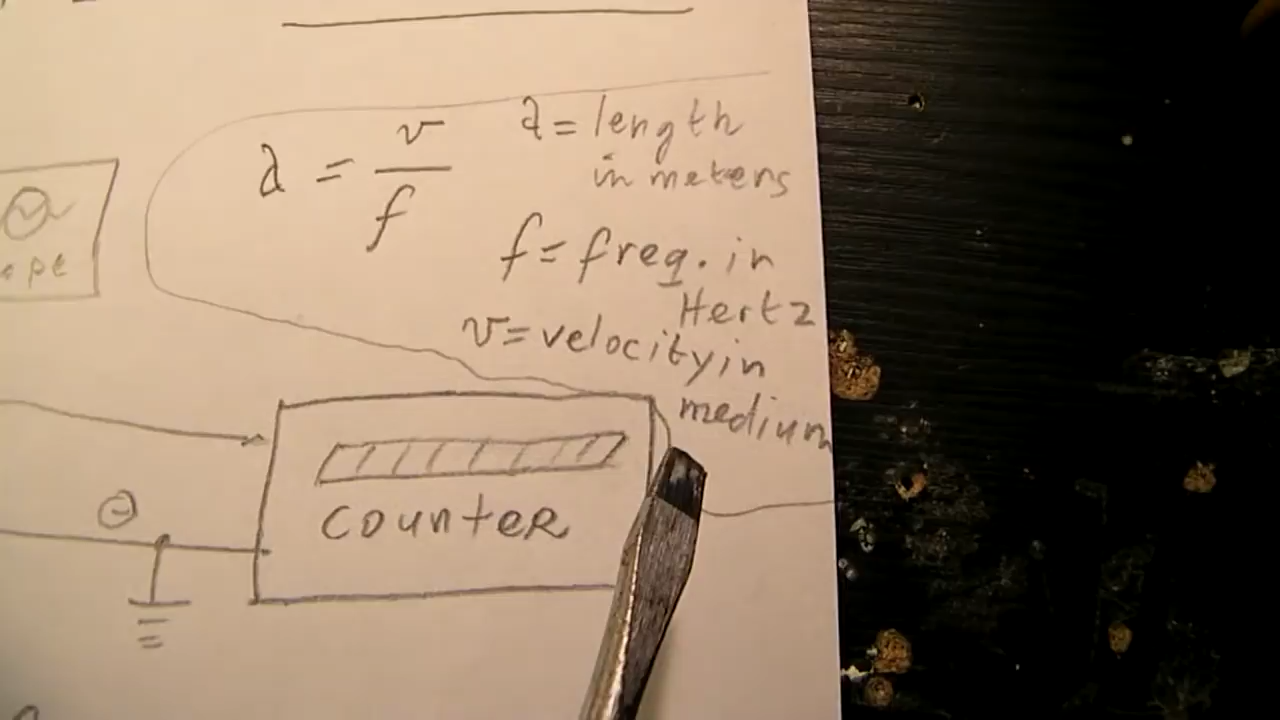 λ = v/f
λ = length
in meters
f = freq. in
Hertz
v = velocity in
medium
counter